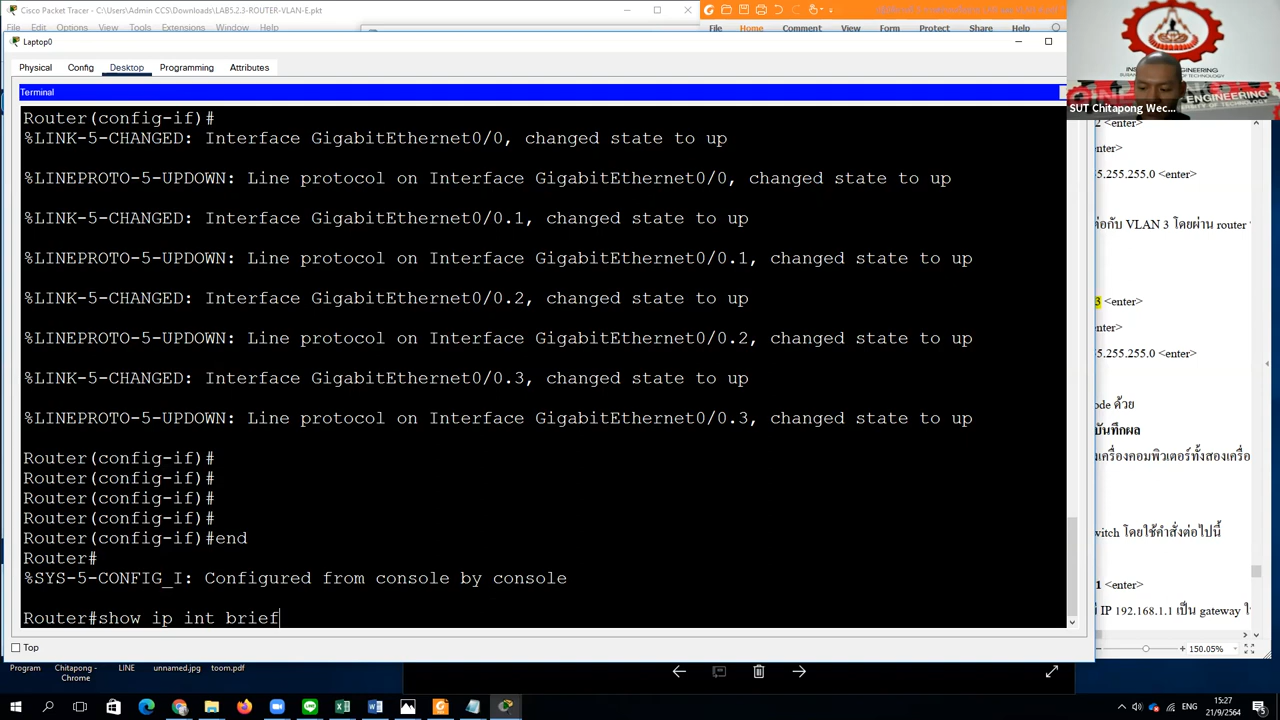 Cisco Packet Tracer - C:\Users\Admin CCS\Downloads\LAB5.2.3-ROUTER-VLAN-E.pkt
File Edit Options View Tools Extensions Window Help
Home Comment View Form Protect Share Help
Laptop0
Physical Config Desktop Programming Attributes
Terminal
SUT Chitapong Wec...
Router(config-if)#
%LINK-5-CHANGED: Interface GigabitEthernet0/0, changed state to up
%LINEPROTO-5-UPDOWN: Line protocol on Interface GigabitEthernet0/0, changed state to up
%LINK-5-CHANGED: Interface GigabitEthernet0/0.1, changed state to up
%LINEPROTO-5-UPDOWN: Line protocol on Interface GigabitEthernet0/0.1, changed state to up
%LINK-5-CHANGED: Interface GigabitEthernet0/0.2, changed state to up
%LINEPROTO-5-UPDOWN: Line protocol on Interface GigabitEthernet0/0.2, changed state to up
%LINK-5-CHANGED: Interface GigabitEthernet0/0.3, changed state to up
%LINEPROTO-5-UPDOWN: Line protocol on Interface GigabitEthernet0/0.3, changed state to up
Router(config-if)#
Router(config-if)#
Router(config-if)#
Router(config-if)#
Router(config-if)#end
Router#
%SYS-5-CONFIG_I: Configured from console by console
Router#show ip int brief
Top
2 <enter>
nter>
5.255.255.0 <enter>
ต่อกับ VLAN 3 โดยผ่าน router
3 <enter>
enter>
5.255.255.0 <enter>
ode ด้วย
บันทึกผล
นเครื่องคอมพิวเตอร์ทั้งสองเครื่อ
witch โดยใช้คำสั่งต่อไปนี้
1 <enter>
IP 192.168.1.1 เป็น gateway
150.05%
Program
Chitapong - Chrome
LINE
unnamed.jpg
toom.pdf
ENG
15:27
21/9/2564
5